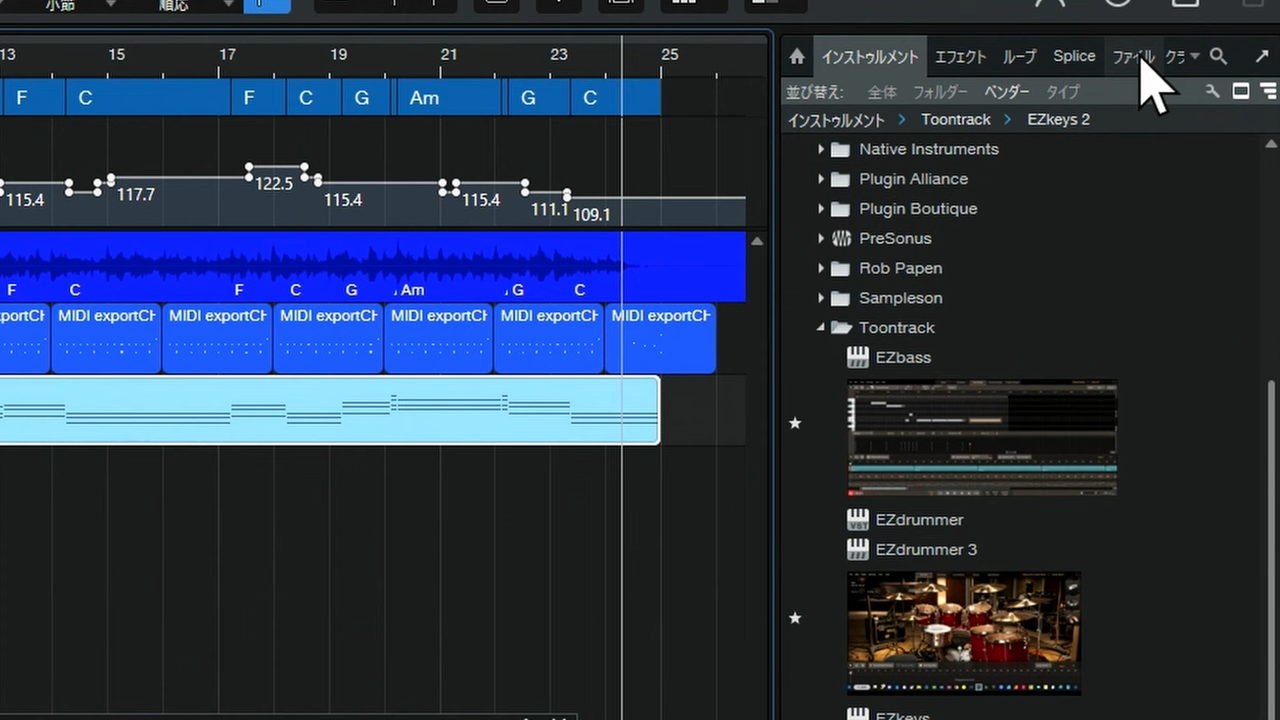 小節 順応
13 15 17 19 21 23 25
F C F C G Am G C
115.4 117.7 122.5 115.4 115.4 111.1 109.1
F C F C G Am G C
MIDI exportCH MIDI exportCH MIDI exportCH MIDI exportCH MIDI exportCH MIDI exportCH
インストゥルメント エフェクト ループ Splice ファイル クラ
並び替え: 全体 フォルダー ベンダー タイプ
インストゥルメント > Toontrack > EZkeys 2
Native Instruments
Plugin Alliance
Plugin Boutique
PreSonus
Rob Papen
Sampleson
Toontrack
EZbass
EZdrummer
EZdrummer 3
EZkeys